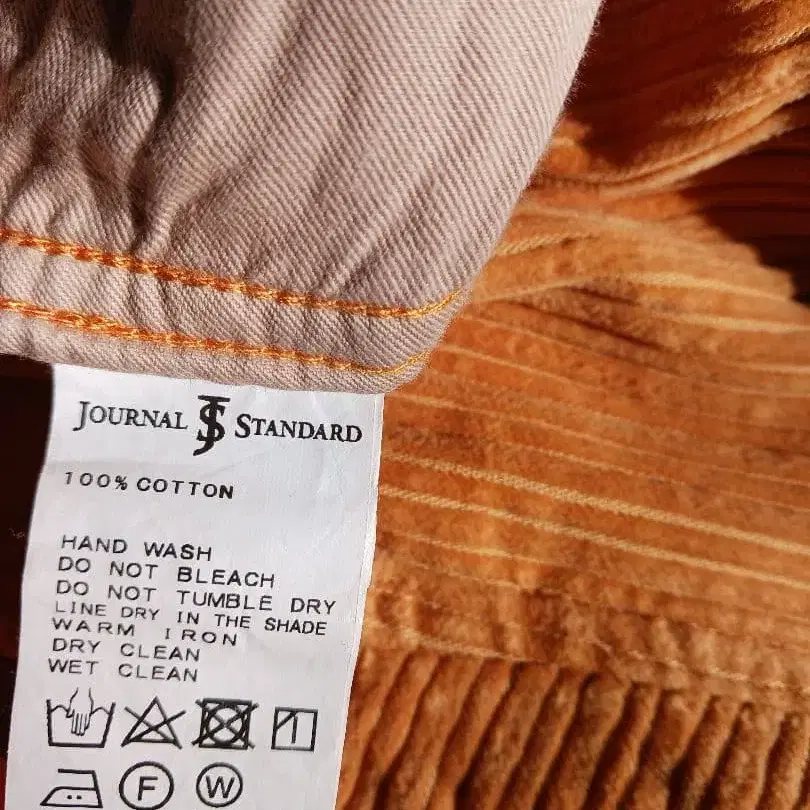 JOURNAL JS STANDARD
100% COTTON
HAND WASH
DO NOT BLEACH
DO NOT TUMBLE DRY
LINE DRY IN THE SHADE
WARM IRON
DRY CLEAN
WET CLEAN
F W